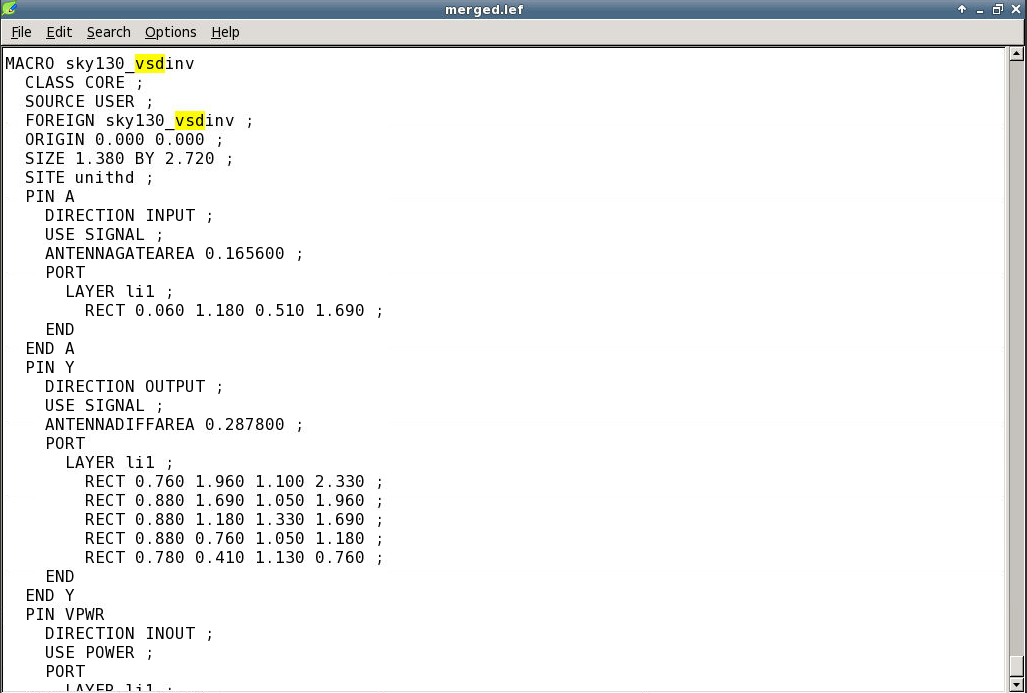 merged.lef
File Edit Search Options Help
MACRO sky130_vsdinv
CLASS CORE ;
SOURCE USER ;
FOREIGN sky130_vsdinv ;
ORIGIN 0.000 0.000 ;
SIZE 1.380 BY 2.720 ;
SITE unithd ;
PIN A
DIRECTION INPUT ;
USE SIGNAL ;
ANTENNAGATEAREA 0.165600 ;
PORT
LAYER li1 ;
RECT 0.060 1.180 0.510 1.690 ;
END
END A
PIN Y
DIRECTION OUTPUT ;
USE SIGNAL ;
ANTENNADIFFAREA 0.287800 ;
PORT
LAYER li1 ;
RECT 0.760 1.960 1.100 2.330 ;
RECT 0.880 1.690 1.050 1.960 ;
RECT 0.880 1.180 1.330 1.690 ;
RECT 0.880 0.760 1.050 1.180 ;
RECT 0.780 0.410 1.130 0.760 ;
END
END Y
PIN VPWR
DIRECTION INOUT ;
USE POWER ;
PORT
LAYER li1 ;